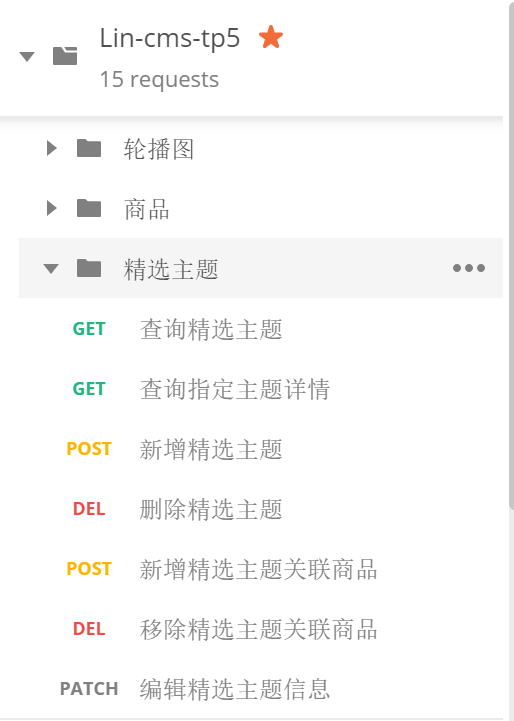 Lin-cms-tp5
15 requests
轮播图
商品
精选主题
GET 查询精选主题
GET 查询指定主题详情
POST 新增精选主题
DEL 删除精选主题
POST 新增精选主题关联商品
DEL 移除精选主题关联商品
PATCH 编辑精选主题信息